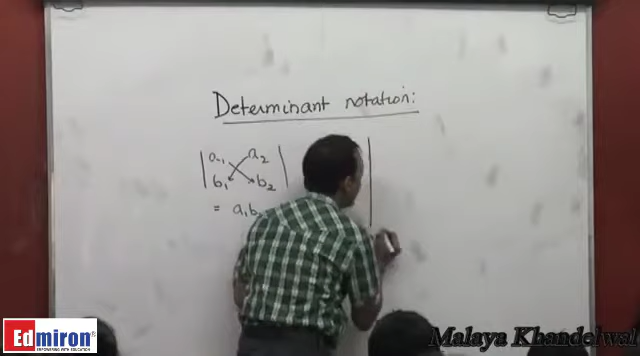 Determinant notation:
a₁ a₂
b₁ b₂
= a₁b₂
Edmiron®
EMPOWERING WITH EDUCATION
Malaya Khandelwal